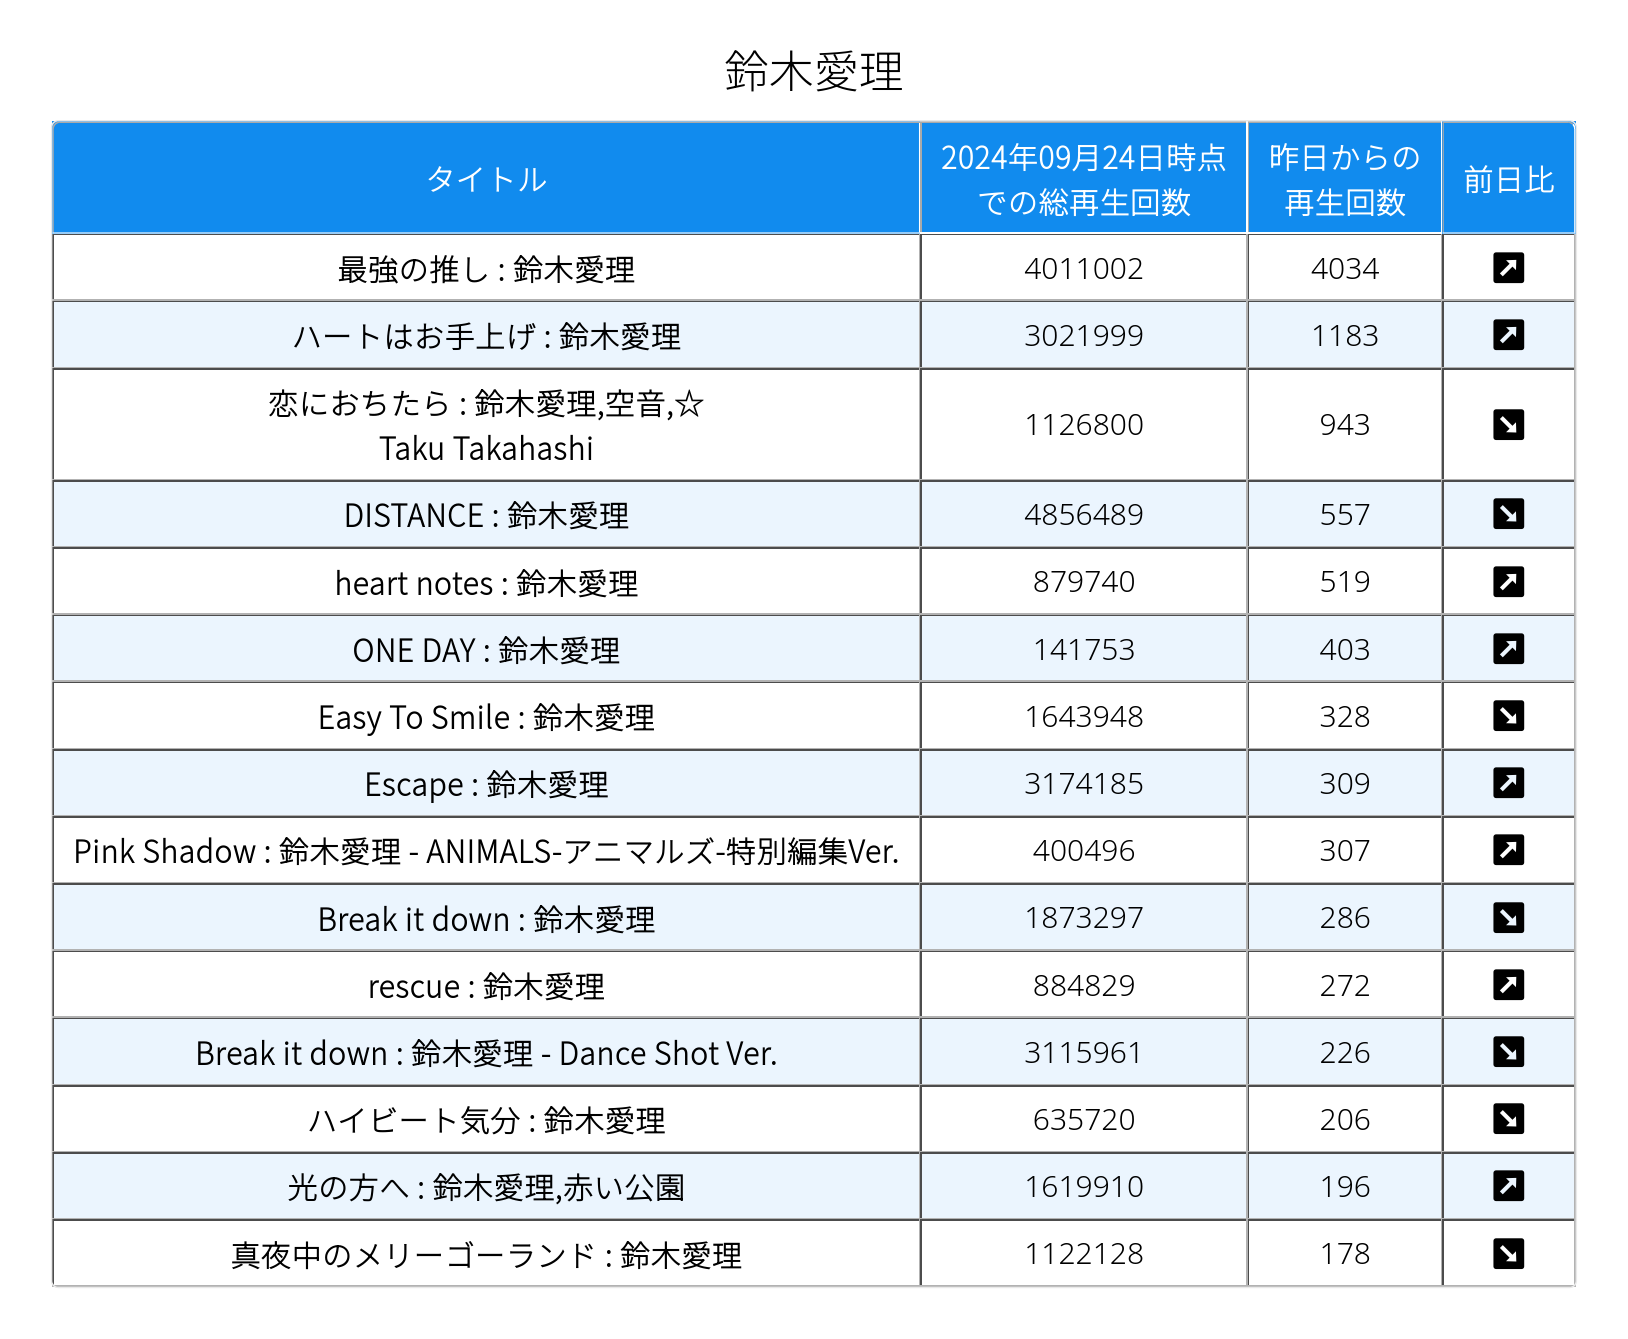 鈴木愛理
タイトル
2024年09月24日時点
での総再生回数
昨日からの
再生回数
前日比
最強の推し : 鈴木愛理 4011002 4034 ↗
ハートはお手上げ : 鈴木愛理 3021999 1183 ↗
恋におちたら : 鈴木愛理,空音,☆
Taku Takahashi 1126800 943 ↘
DISTANCE : 鈴木愛理 4856489 557 ↘
heart notes : 鈴木愛理 879740 519 ↗
ONE DAY : 鈴木愛理 141753 403 ↗
Easy To Smile : 鈴木愛理 1643948 328 ↘
Escape : 鈴木愛理 3174185 309 ↗
Pink Shadow : 鈴木愛理 - ANIMALS-アニマルズ-特別編集Ver. 400496 307 ↗
Break it down : 鈴木愛理 1873297 286 ↘
rescue : 鈴木愛理 884829 272 ↗
Break it down : 鈴木愛理 - Dance Shot Ver. 3115961 226 ↘
ハイビート気分 : 鈴木愛理 635720 206 ↘
光の方へ : 鈴木愛理,赤い公園 1619910 196 ↗
真夜中のメリーゴーランド : 鈴木愛理 1122128 178 ↘